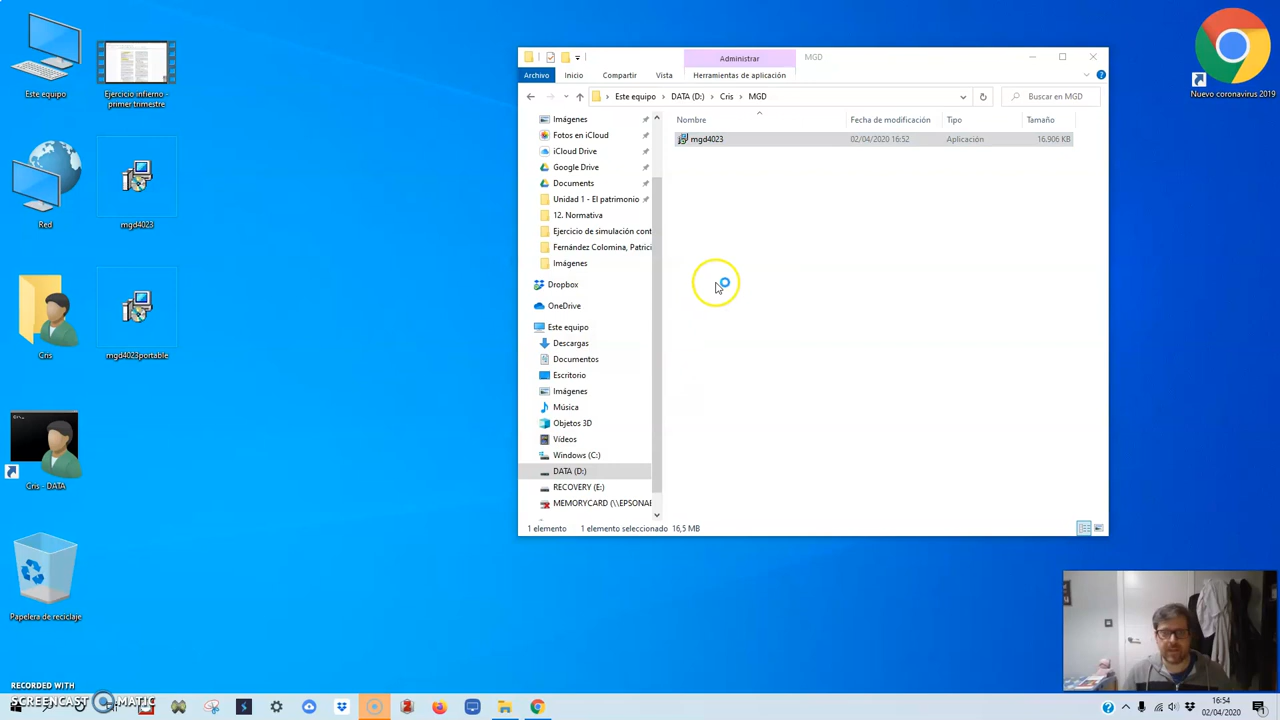 Este equipo
Ejercicio infierno -
primer trimestre
Red
mgd4023
Cris
mgd4023portable
Cris - DATA
Papelera de reciclaje
Nuevo coronavirus 2019
Administrar
MGD
Archivo
Inicio
Compartir
Vista
Herramientas de aplicación
Este equipo > DATA (D:) > Cris > MGD
Buscar en MGD
Nombre
Fecha de modificación
Tipo
Tamaño
mgd4023
02/04/2020 16:52
Aplicación
16.906 KB
Imágenes
Fotos en iCloud
iCloud Drive
Google Drive
Documents
Unidad 1 - El patrimonio
12. Normativa
Ejercicio de simulación cont
Fernández Colomina, Patrici
Imágenes
Dropbox
OneDrive
Este equipo
Descargas
Documentos
Escritorio
Imágenes
Música
Objetos 3D
Vídeos
Windows (C:)
DATA (D:)
RECOVERY (E:)
MEMORYCARD (\\EPSONAE
1 elemento
1 elemento seleccionado 16,5 MB
RECORDED WITH
SCREENCAST MATIC
16:54
02/04/2020